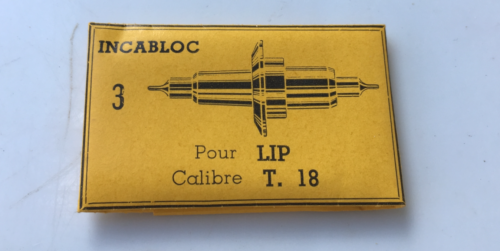 INCABLOC
3
Pour LIP
Calibre T. 18